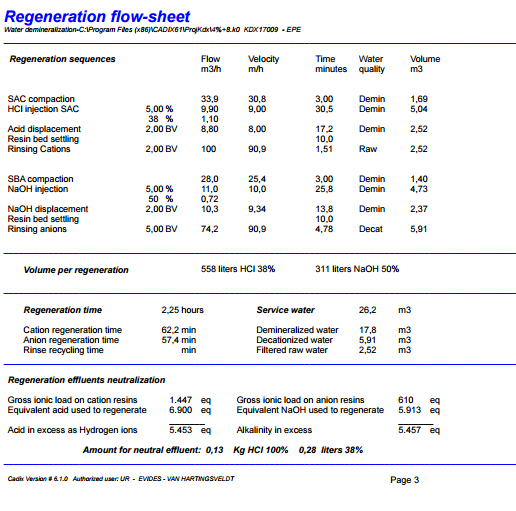 Regeneration flow-sheet
Water demineralization-C:\Program Files (x86)\CADIX61\ProjKdx\4%+8.k0 KDX17009 - EPE
Regeneration sequences Flow Velocity Time Water Volume
m3/h m/h minutes quality m3
SAC compaction 33,9 30,8 3,00 Demin 1,69
HCl injection SAC 5,00 % 9,90 9,00 30,5 Demin 5,04
38 % 1,10
Acid displacement 2,00 BV 8,80 8,00 17,2 Demin 2,52
Resin bed settling 10,0
Rinsing Cations 2,00 BV 100 90,9 1,51 Raw 2,52
SBA compaction 28,0 25,4 3,00 Demin 1,40
NaOH injection 5,00 % 11,0 10,0 25,8 Demin 4,73
50 % 0,72
NaOH displacement 2,00 BV 10,3 9,34 13,8 Demin 2,37
Resin bed settling 10,0
Rinsing anions 5,00 BV 74,2 90,9 4,78 Decat 5,91
Volume per regeneration 558 liters HCl 38% 311 liters NaOH 50%
Regeneration time 2,25 hours Service water 26,2 m3
Cation regeneration time 62,2 min Demineralized water 17,8 m3
Anion regeneration time 57,4 min Decationized water 5,91 m3
Rinse recycling time min Filtered raw water 2,52 m3
Regeneration effluents neutralization
Gross ionic load on cation resins 1.447 eq Gross ionic load on anion resins 610 eq
Equivalent acid used to regenerate 6.900 eq Equivalent NaOH used to regenerate 5.913 eq
Acid in excess as Hydrogen ions 5.453 eq Alkalinity in excess 5.457 eq
Amount for neutral effluent: 0,13 Kg HCl 100% 0,28 liters 38%
Cadix Version # 6.1.0 Authorized user: UR - EVIDES - VAN HARTINGSVELDT Page 3